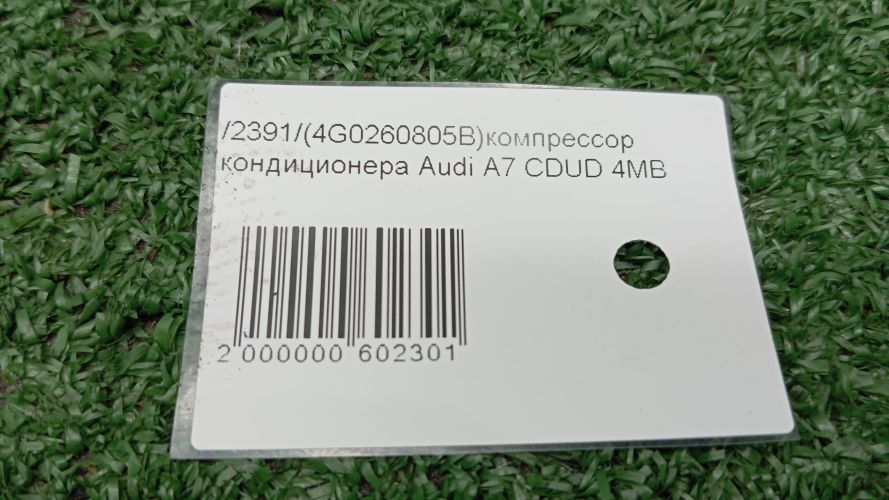 /2391/(4G0260805B)компрессор
кондиционера Audi A7 CDUD 4MB
2 000000 602301